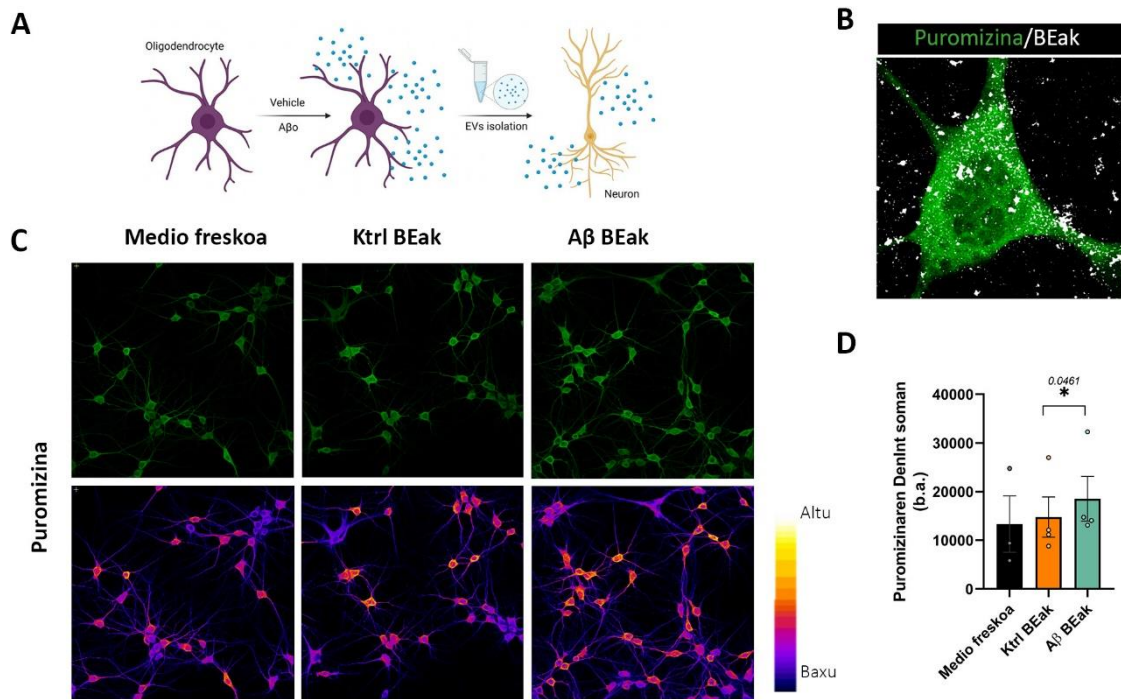 A
Oligodendrocyte
Vehicle
Aβo
EVs isolation
Neuron
B
Puromizina/BEak
C
Medio freskoa
Ktrl BEak
Aβ BEak
Puromizina
Altu
Baxu
D
0.0461
*
Puromizinaren DenInt soman
(b.a.)
40000
30000
20000
10000
0
Medio freskoa
Ktrl BEak
Aβ BEak